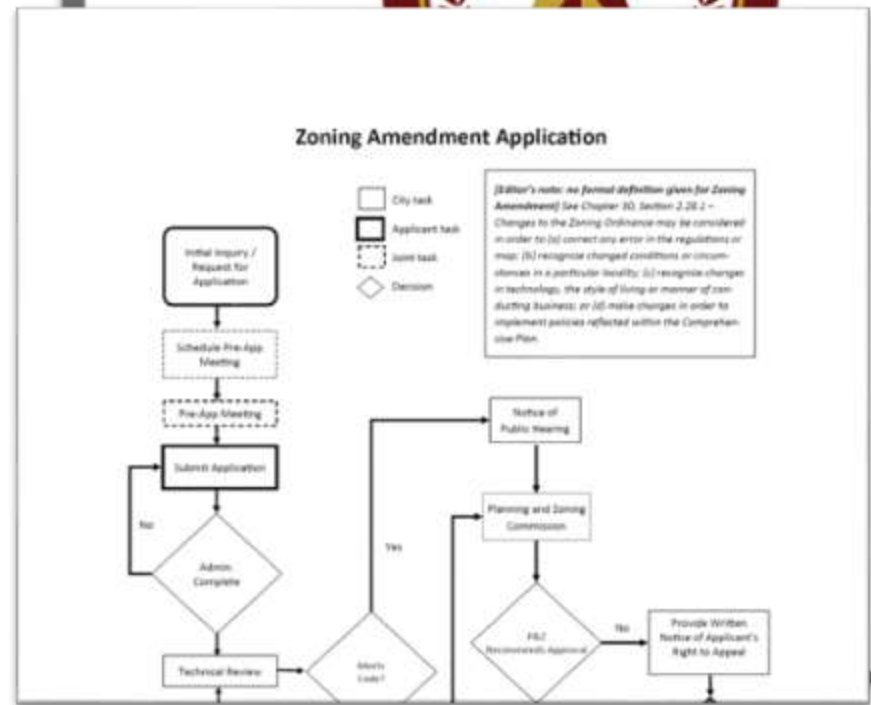 Zoning Amendment Application
City task
Applicant task
Joint task
Decision
[Editor's note: no formal definition given for Zoning
Amendment] See Chapter 30, Section 2.28.1 –
Changes to the Zoning Ordinance may be considered
in order to (a) correct any error in the regulations or
map; (b) recognize changed conditions or circum-
stances in a particular locality; (c) recognize changes
in technology, the style of living or manner of con-
ducting business; or (d) make changes in order to
implement policies reflected within the Comprehen-
sive Plan.
Initial Inquiry /
Request for
Application
Schedule Pre-App
Meeting
Pre-App Meeting
Submit Application
No
Admin
Complete
Technical Review
Meets
Code?
Yes
Notice of
Public Hearing
Planning and Zoning
Commission
P&Z
Recommends Approval
No
Provide Written
Notice of Applicant's
Right to Appeal